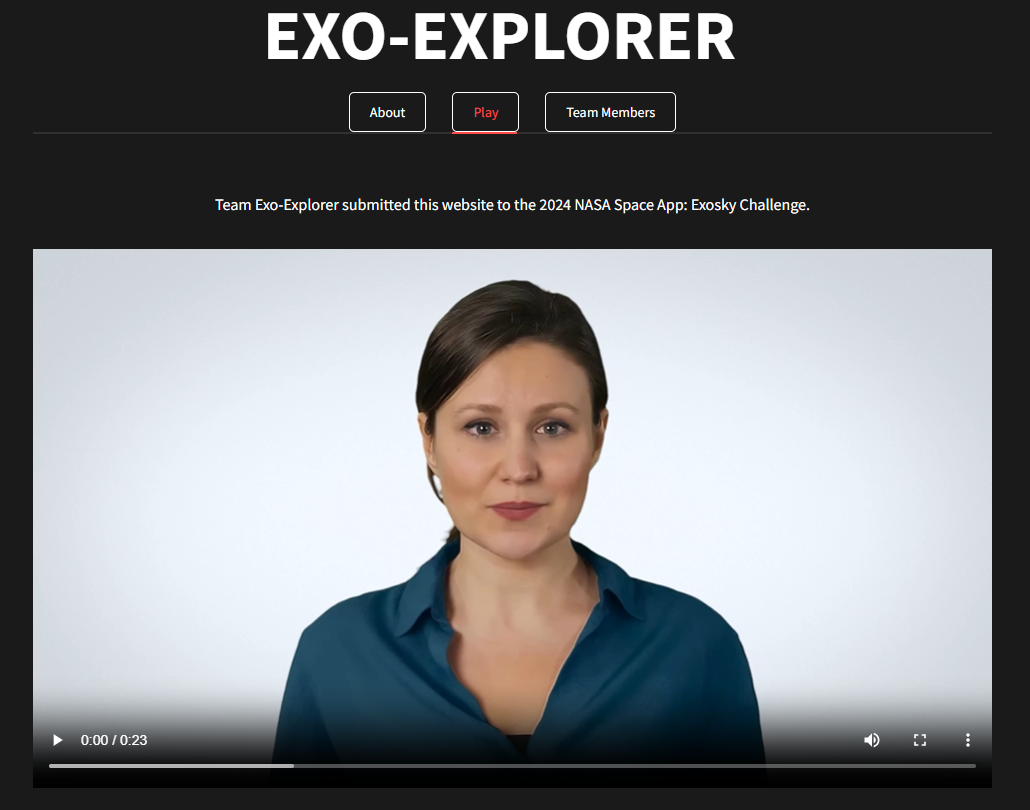 EXO-EXPLORER
About
Play
Team Members
Team Exo-Explorer submitted this website to the 2024 NASA Space App: Exosky Challenge.
0:00 / 0:23